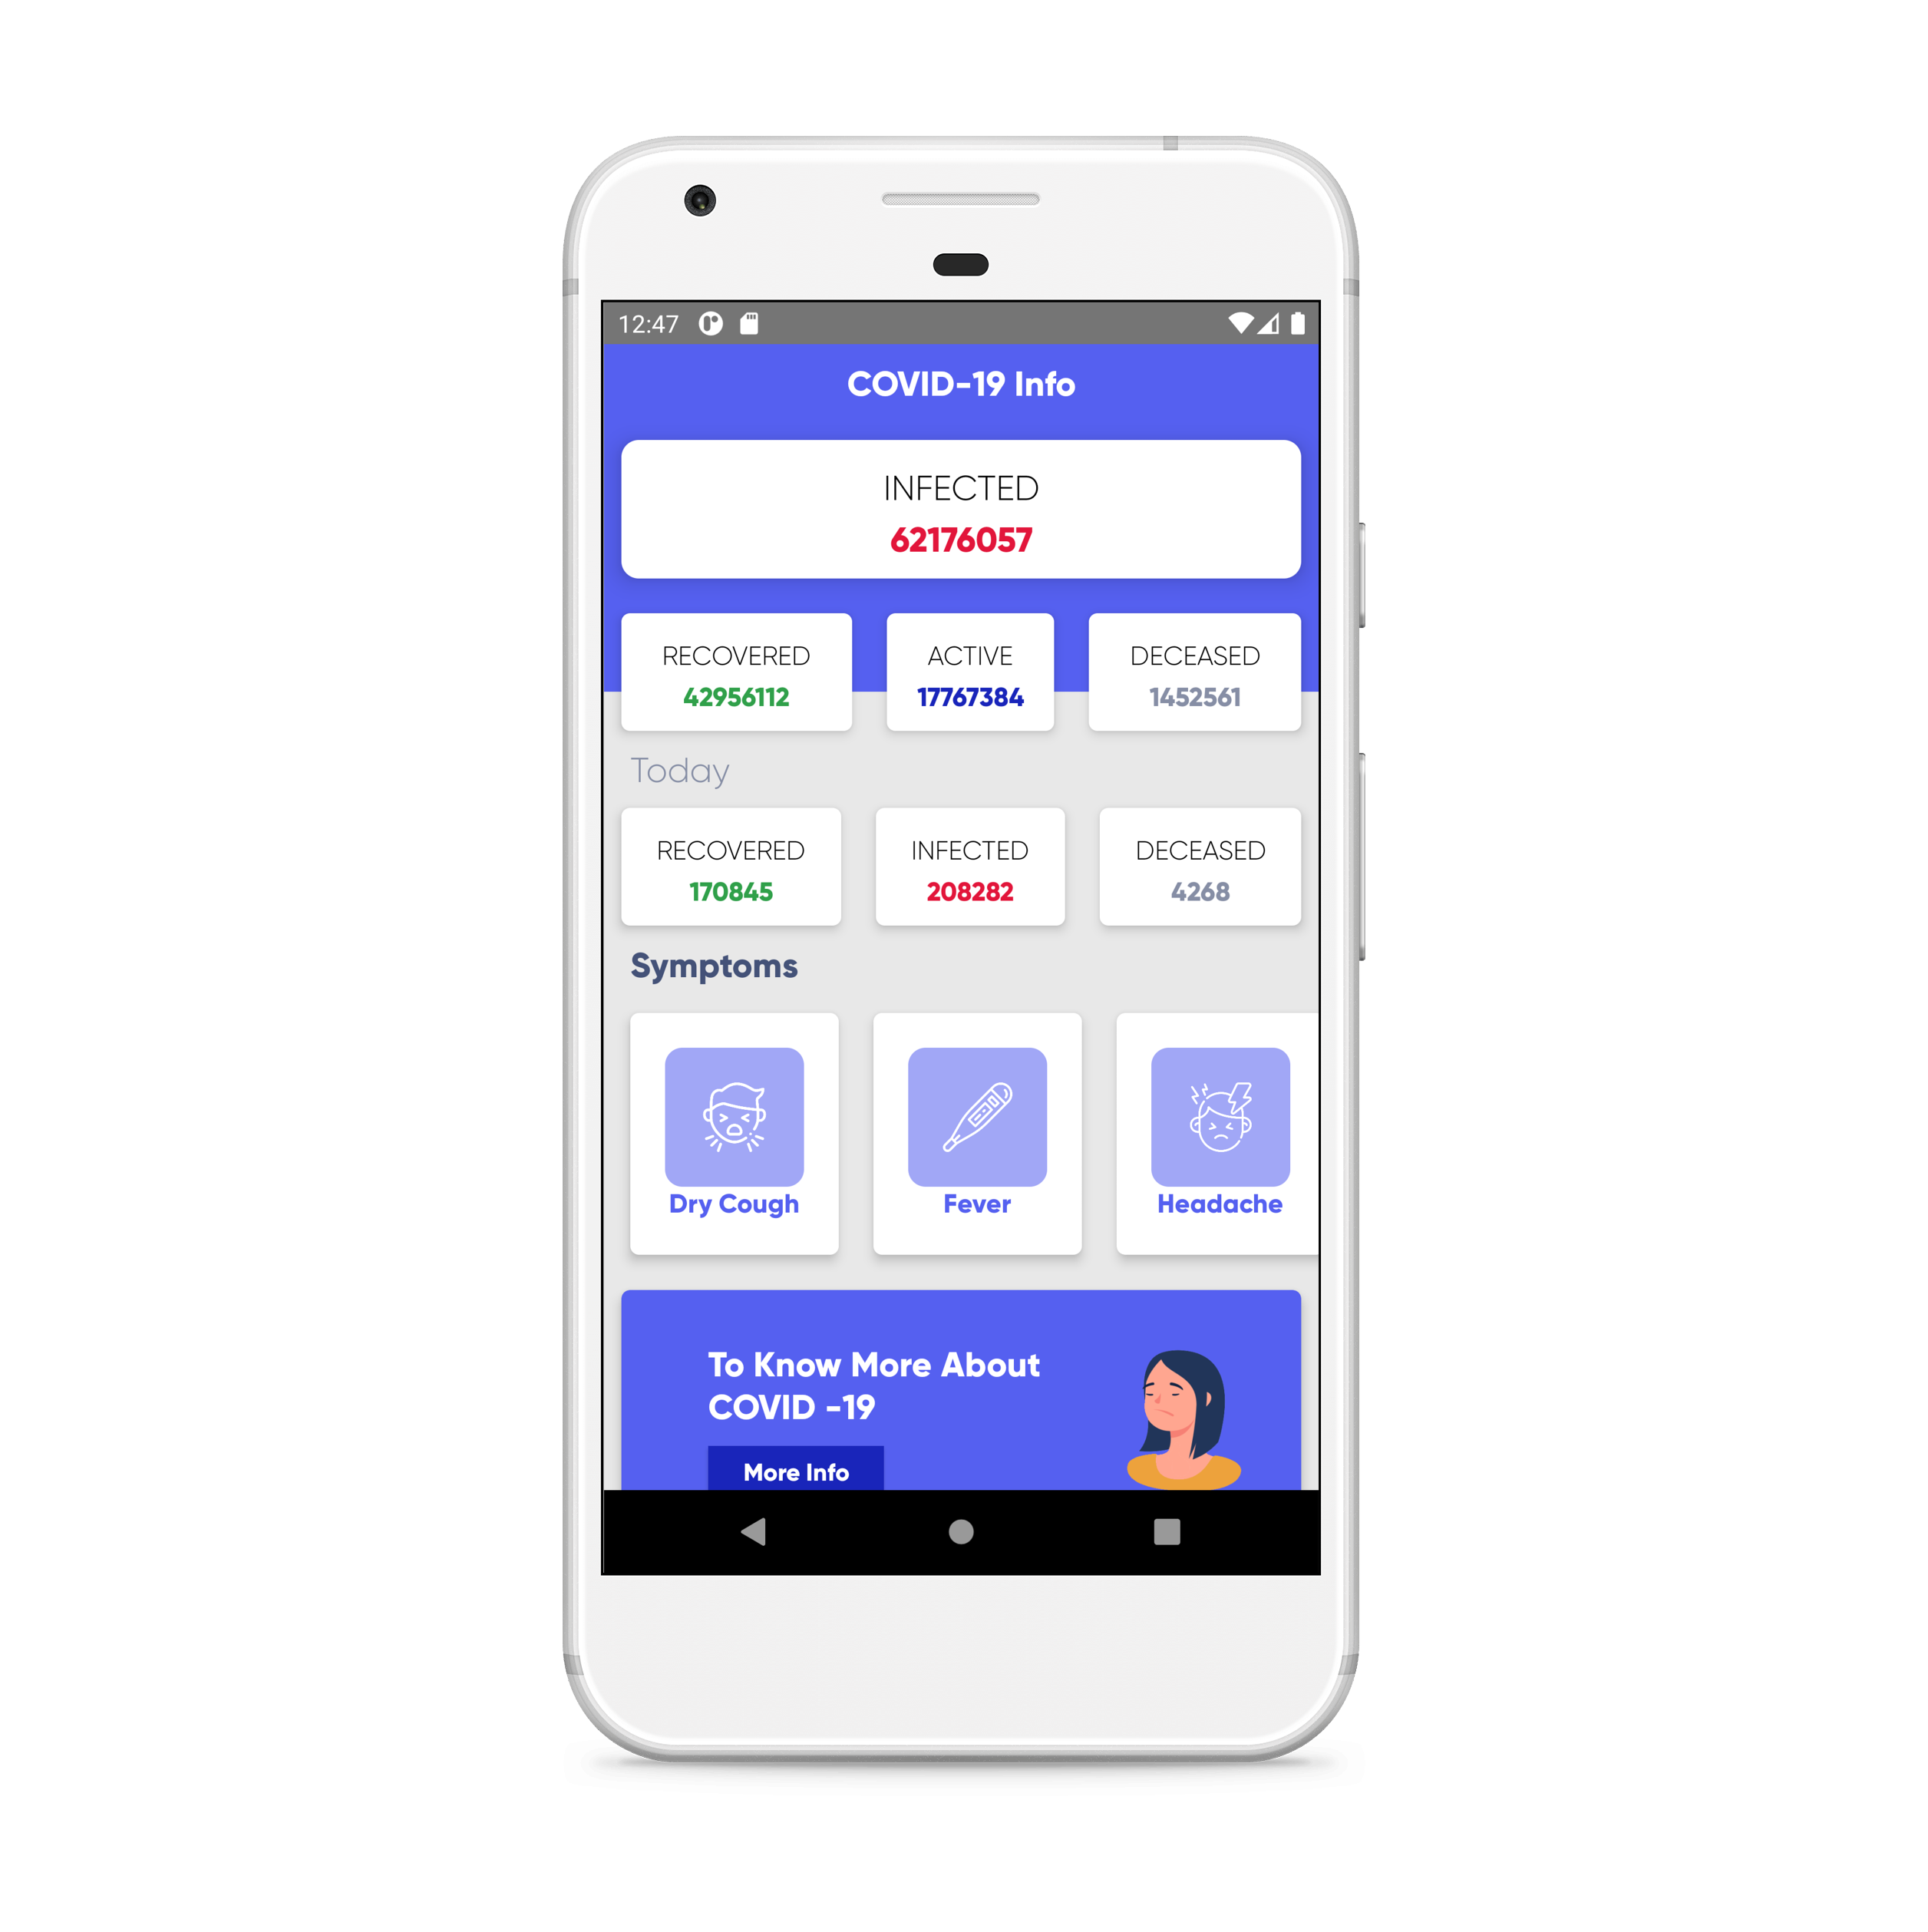 12:47
COVID-19 Info
INFECTED
62176057
RECOVERED
42956112
ACTIVE
17767384
DECEASED
1452561
Today
RECOVERED
170845
INFECTED
208282
DECEASED
4268
Symptoms
Dry Cough
Fever
Headache
To Know More About
COVID -19
More Info